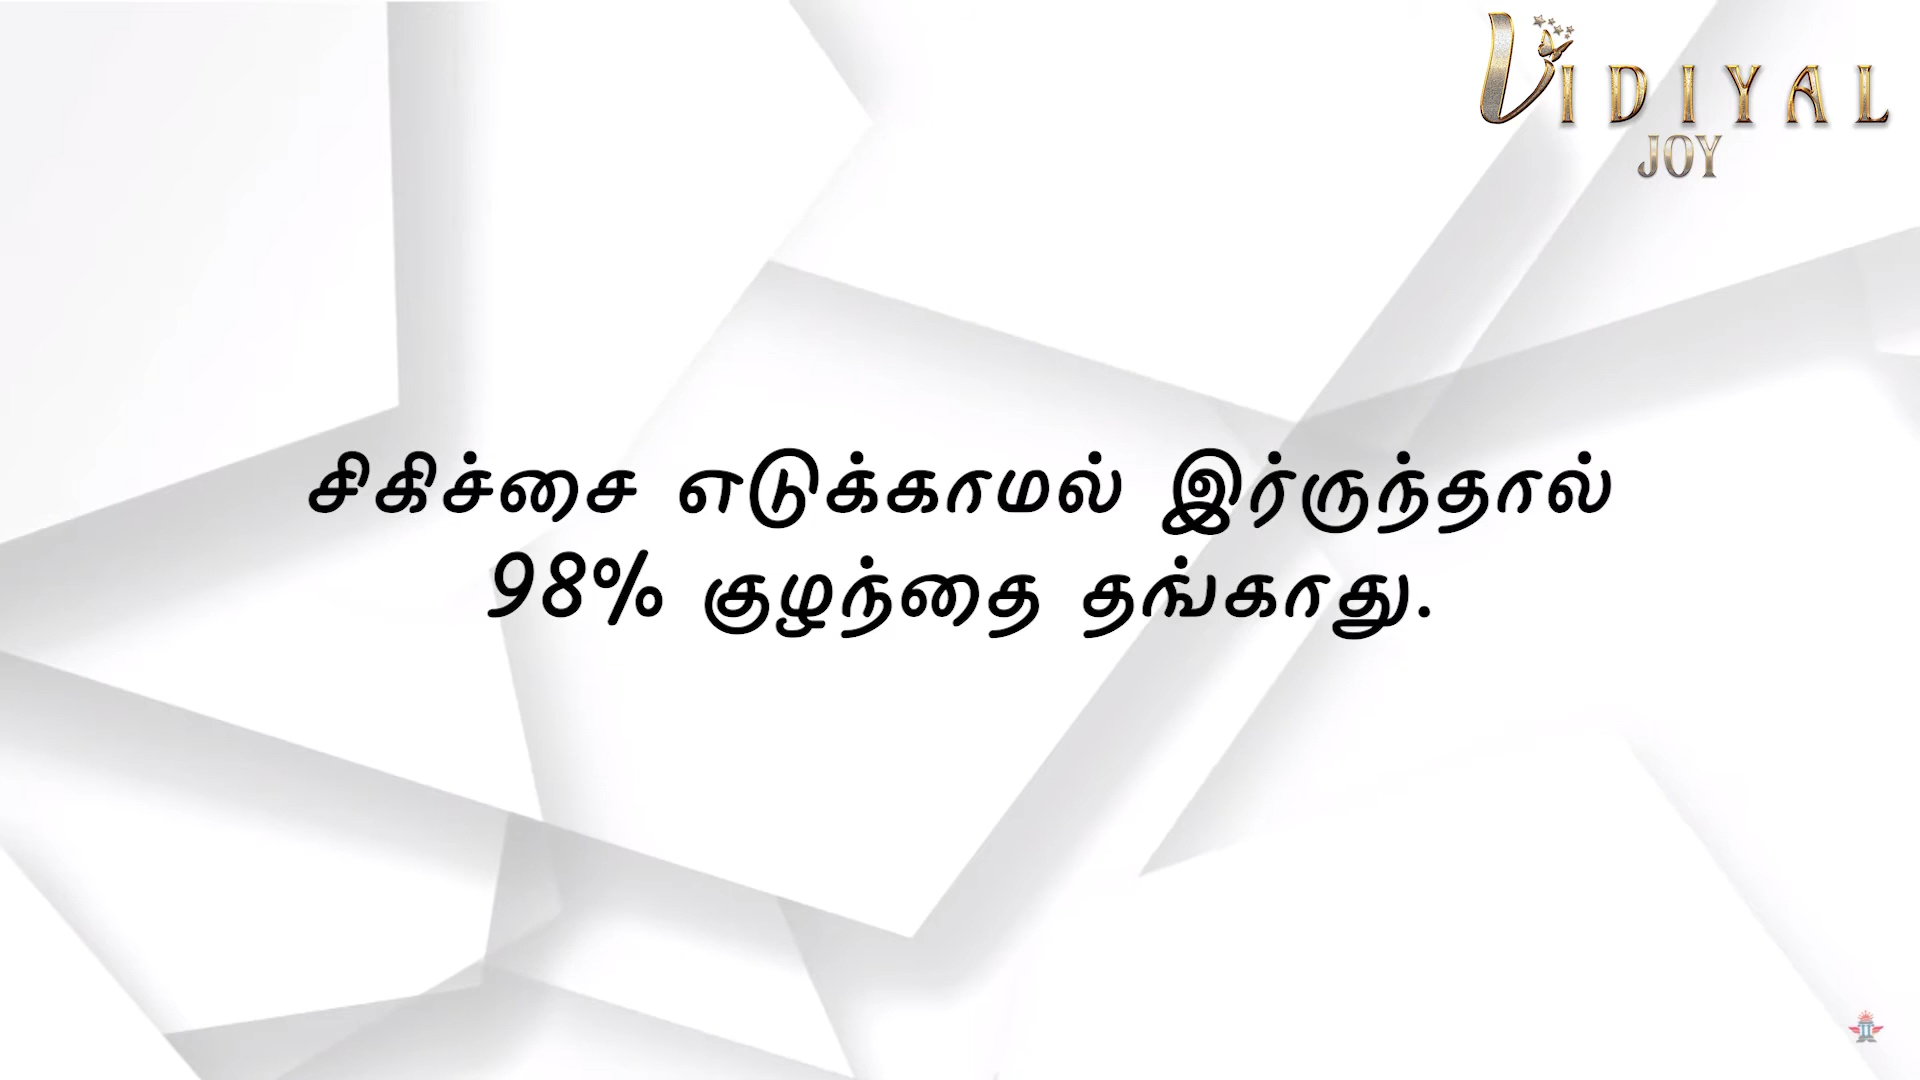 VIDIYAL
JOY
சிகிச்சை எடுக்காமல் இர்ருந்தால்
98% குழந்தை தங்காது.